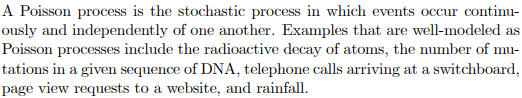 A Poisson process is the stochastic process in which events occur continu-
ously and independently of one another. Examples that are well-modeled as
Poisson processes include the radioactive decay of atoms, the number of mu-
tations in a given sequence of DNA, telephone calls arriving at a switchboard,
page view requests to a website, and rainfall.